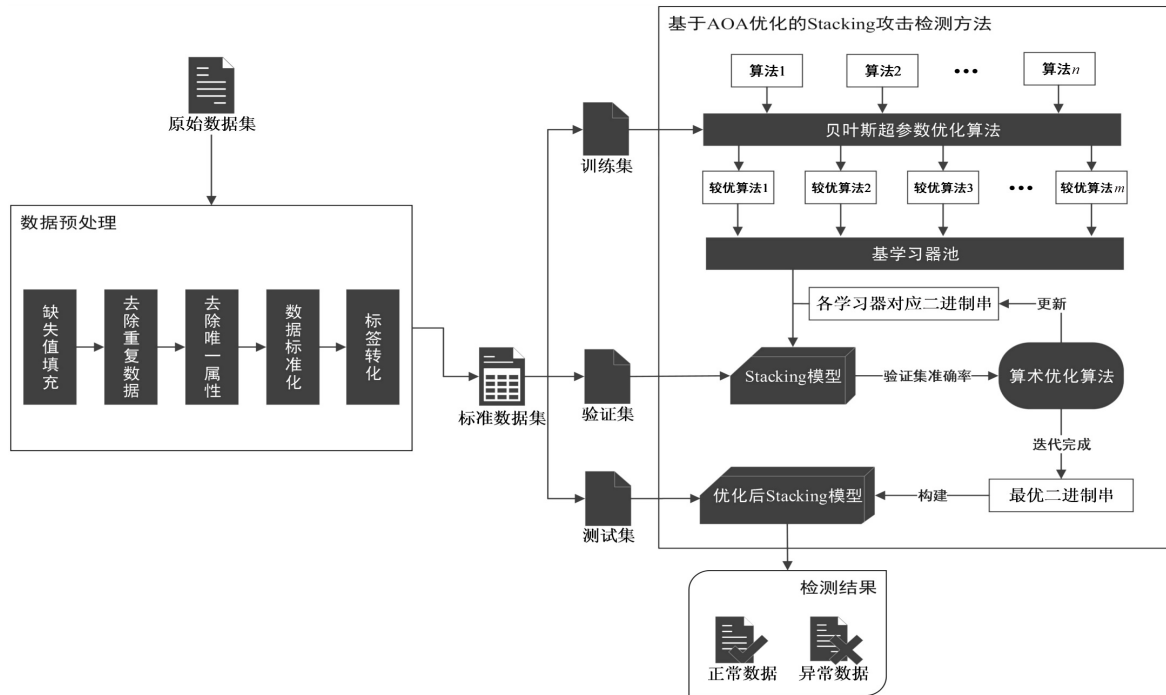 原始数据集
数据预处理
缺失值填充
去除重复数据
去除唯一属性
数据标准化
标签转化
标准数据集
训练集
验证集
测试集
基于AOA优化的Stacking攻击检测方法
算法1
算法2
•••
算法n
贝叶斯超参数优化算法
较优算法1
较优算法2
较优算法3
•••
较优算法m
基学习器池
各学习器对应二进制串
更新
Stacking模型
验证集准确率
算术优化算法
迭代完成
优化后Stacking模型
构建
最优二进制串
检测结果
正常数据
异常数据